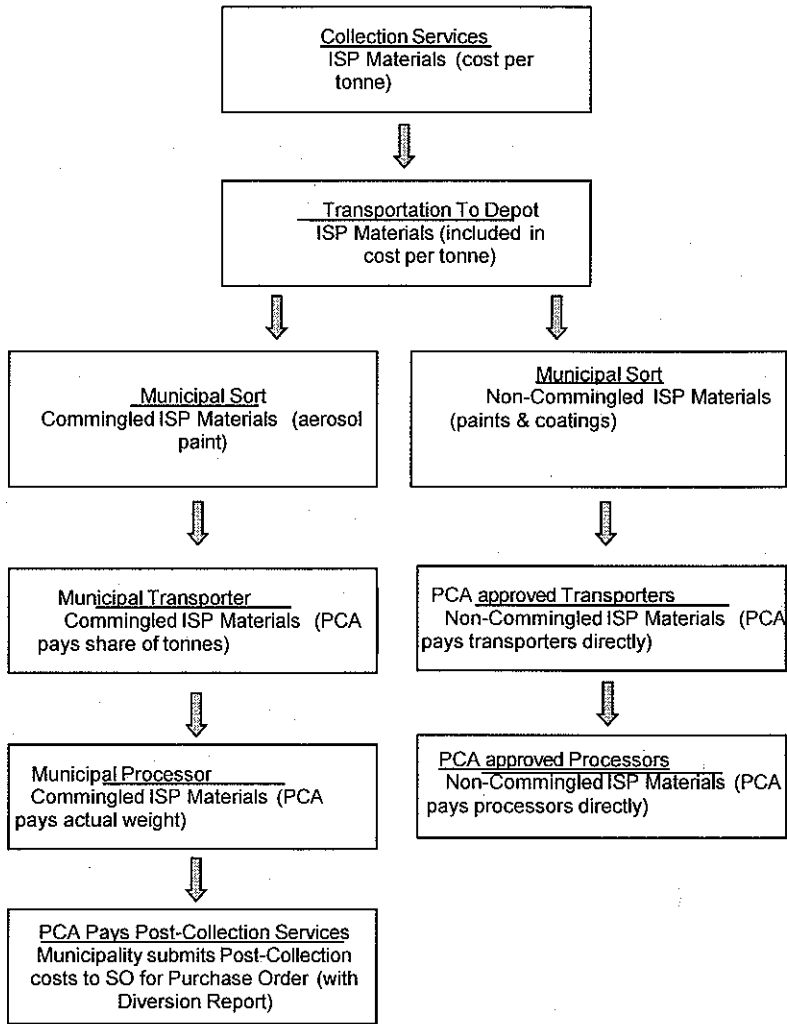 Collection Services
ISP Materials (cost per
tonne)
Transportation To Depot
ISP Materials (included in
cost per tonne)
Municipal Sort
Commingled ISP Materials (aerosol
paint)
Municipal Sort
Non-Commingled ISP Materials
(paints & coatings)
Municipal Transporter
Commingled ISP Materials (PCA
pays share of tonnes)
PCA approved Transporters
Non-Commingled ISP Materials (PCA
pays transporters directly)
Municipal Processor
Commingled ISP Materials (PCA
pays actual weight)
PCA approved Processors
Non-Commingled ISP Materials (PCA
pays processors directly)
PCA Pays Post-Collection Services
Municipality submits Post-Collection
costs to SO for Purchase Order (with
Diversion Report)